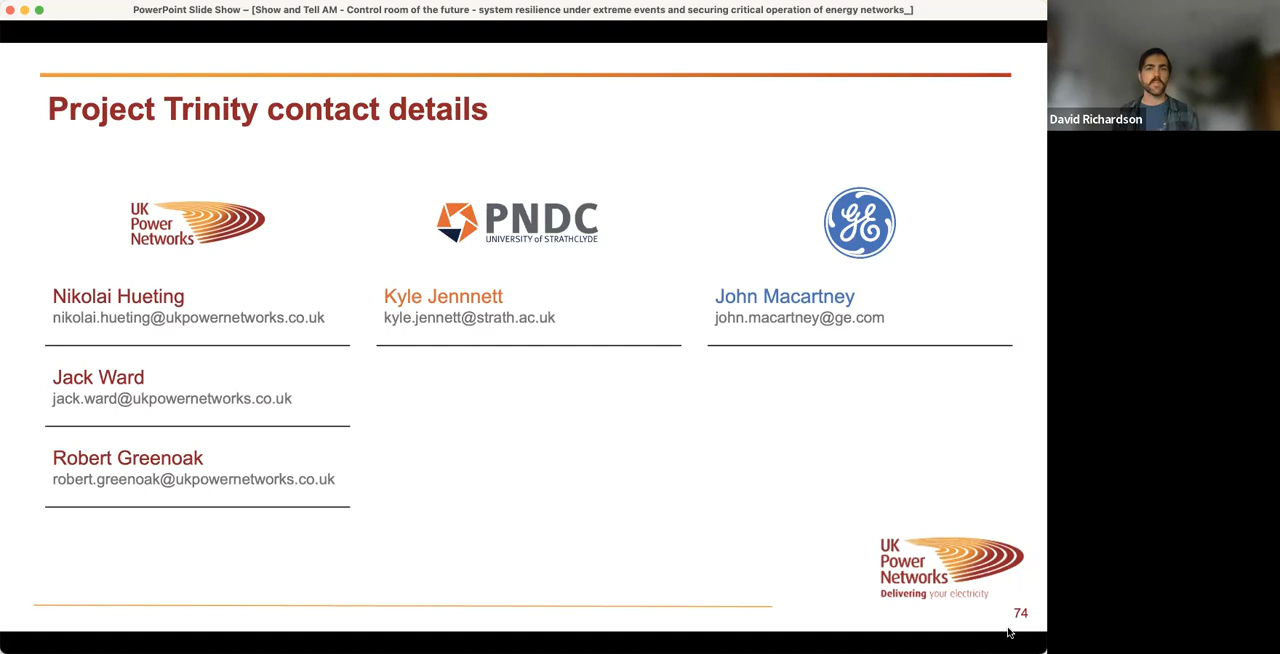 PowerPoint Slide Show – [Show and Tell AM - Control room of the future - system resilience under extreme events and securing critical operation of energy networks_]
David Richardson
Project Trinity contact details
UK
Power
Networks
PNDC
UNIVERSITY of STRATHCLYDE
GE
Nikolai Hueting
nikolai.hueting@ukpowernetworks.co.uk
Kyle Jennnett
kyle.jennett@strath.ac.uk
John Macartney
john.macartney@ge.com
Jack Ward
jack.ward@ukpowernetworks.co.uk
Robert Greenoak
robert.greenoak@ukpowernetworks.co.uk
UK
Power
Networks
Delivering your electricity
74